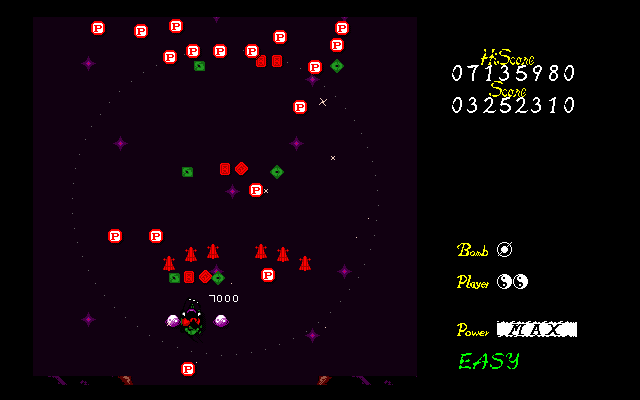 P P P P
P P P P P
P
P
HiScore
07135980
Score
03252310
P
P P
P
7000
P
Bomb
Player
Power MAX
EASY